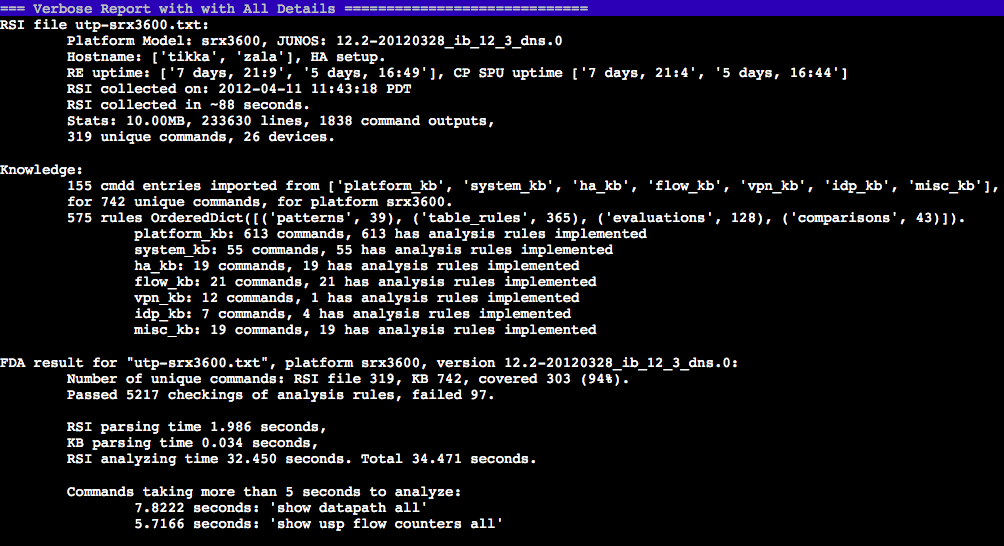 === Verbose Report with with All Details =============================
RSI file utp-srx3600.txt:
Platform Model: srx3600, JUNOS: 12.2-20120328_ib_12_3_dns.0
Hostname: ['tikka', 'zala'], HA setup.
RE uptime: ['7 days, 21:9', '5 days, 16:49'], CP SPU uptime ['7 days, 21:4', '5 days, 16:44']
RSI collected on: 2012-04-11 11:43:18 PDT
RSI collected in ~88 seconds.
Stats: 10.00MB, 233630 lines, 1838 command outputs,
319 unique commands, 26 devices.
Knowledge:
155 cmdd entries imported from ['platform_kb', 'system_kb', 'ha_kb', 'flow_kb', 'vpn_kb', 'idp_kb', 'misc_kb'],
for 742 unique commands, for platform srx3600.
575 rules OrderedDict([('patterns', 39), ('table_rules', 365), ('evaluations', 128), ('comparisons', 43)]).
platform_kb: 613 commands, 613 has analysis rules implemented
system_kb: 55 commands, 55 has analysis rules implemented
ha_kb: 19 commands, 19 has analysis rules implemented
flow_kb: 21 commands, 21 has analysis rules implemented
vpn_kb: 12 commands, 1 has analysis rules implemented
idp_kb: 7 commands, 4 has analysis rules implemented
misc_kb: 19 commands, 19 has analysis rules implemented
FDA result for "utp-srx3600.txt", platform srx3600, version 12.2-20120328_ib_12_3_dns.0:
Number of unique commands: RSI file 319, KB 742, covered 303 (94%).
Passed 5217 checkings of analysis rules, failed 97.
RSI parsing time 1.986 seconds,
KB parsing time 0.034 seconds,
RSI analyzing time 32.450 seconds. Total 34.471 seconds.
Commands taking more than 5 seconds to analyze:
7.8222 seconds: 'show datapath all'
5.7166 seconds: 'show usp flow counters all'